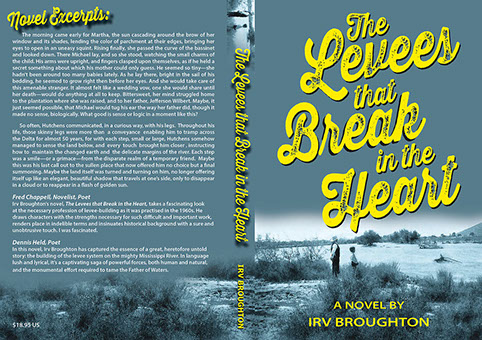 Novel Excerpts:
The morning came early for Martha, the sun cascading around the brow of her
window and its shades, lending the color of parchment at their edges, bringing her
eyes to open in an uneasy squint. Rising finally, she passed the curve of the bassinet
and looked down. There Michael lay, and so she stood, watching the small charms of
the child. His arms were upright, and fingers clasped upon themselves, as if he held a
secret something about which his mother could only guess. He seemed so tiny—she
hadn't been around too many babies lately. As he lay there, bright in the sail of his
bedding, he seemed to grow right then before her eyes. And she would take care of
this amenable stranger. It almost felt like a wedding vow, one she would share until
her death—would do anything at all to keep. Bittersweet, her mind struggled home
to the plantation where she was raised, and to her father, Jefferson Wilbert. Maybe, it
just seemed possible, that Michael would tug his ear the way her father did, though it
made no sense, biologically. What good is sense or logic in a moment like this?
So often, Hutchens communicated, in a curious way, with his legs. Throughout his
life, those skinny legs were more than a conveyance enabling him to tramp across
the Delta for almost 50 years, for with each step, small or large, Hutchens somehow
managed to sense the land below, and every touch brought him closer , instructing
how to maintain the changed earth and the delicate margins of the river. Each step
was a smile—or a grimace—from the disparate realm of a temporary friend. Maybe
this was his last call out to the sullen place that now offered him no choice but a final
summoning. Maybe the land itself was turned and turning on him, no longer offering
itself up like an elegant, beautiful shadow that travels at one's side, only to disappear
in a cloud or to reappear in a flash of golden sun.
Fred Chappell, Novelist, Poet
Irv Broughton's novel, The Levees that Break in the Heart, takes a fascinating look
at the necessary profession of levee-building as it was practised in the 1960s. He
draws characters with the strengths necessary for such difficult and important work,
renders place in indelible terms and insinuates historical background with a sure and
unobtrusive touch. I was fascinated.
Dennis Held, Poet
In this novel, Irv Broughton has captured the essence of a great, heretofore untold
story: the building of the levee system on the mighty Mississippi River. In language
lush and lyrical, it's a captivating saga of powerful forces, both human and natural,
and the monumental effort required to tame the Father of Waters.
$18.95 US
The Levees that Break in the Heart
IRV BROUGHTON
The
Levees
that
Break
in the
Heart
A NOVEL BY
IRV BROUGHTON